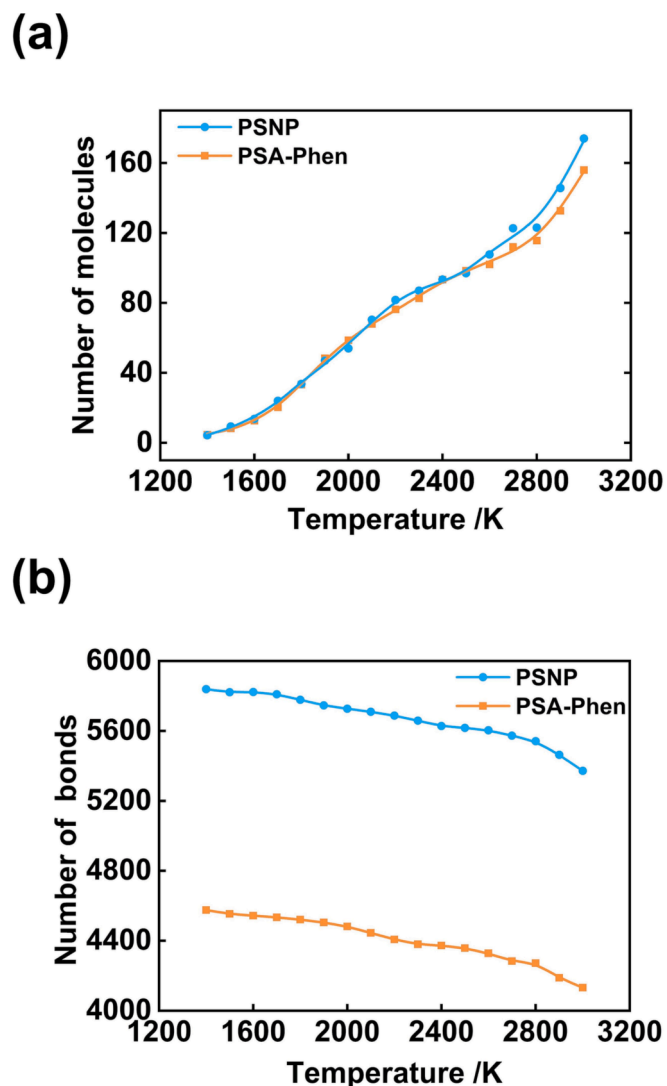 (a)
PSNP
PSA-Phen
Number of molecules
160
120
80
40
0
1200 1600 2000 2400 2800 3200
Temperature /K
(b)
PSNP
PSA-Phen
Number of bonds
6000
5600
5200
4800
4400
4000
1200 1600 2000 2400 2800 3200
Temperature /K